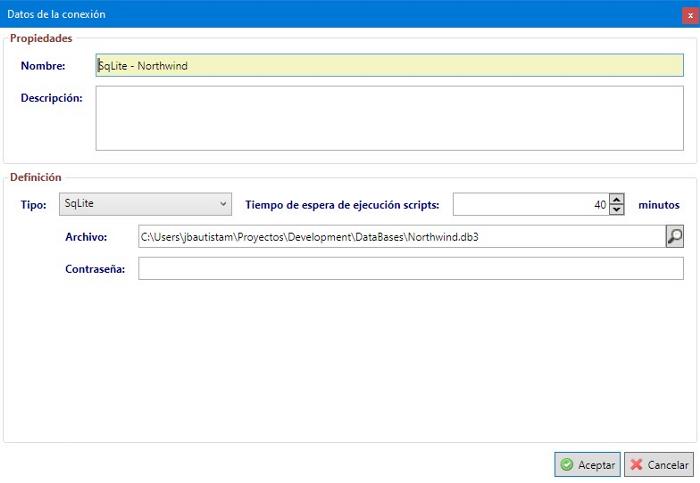 Datos de la conexión
Propiedades
Nombre: SqLite - Northwind
Descripción:
Definición
Tipo: SqLite Tiempo de espera de ejecución scripts: 40 minutos
Archivo: C:\Users\jbautistam\Proyectos\Development\DataBases\Northwind.db3
Contraseña:
Aceptar Cancelar